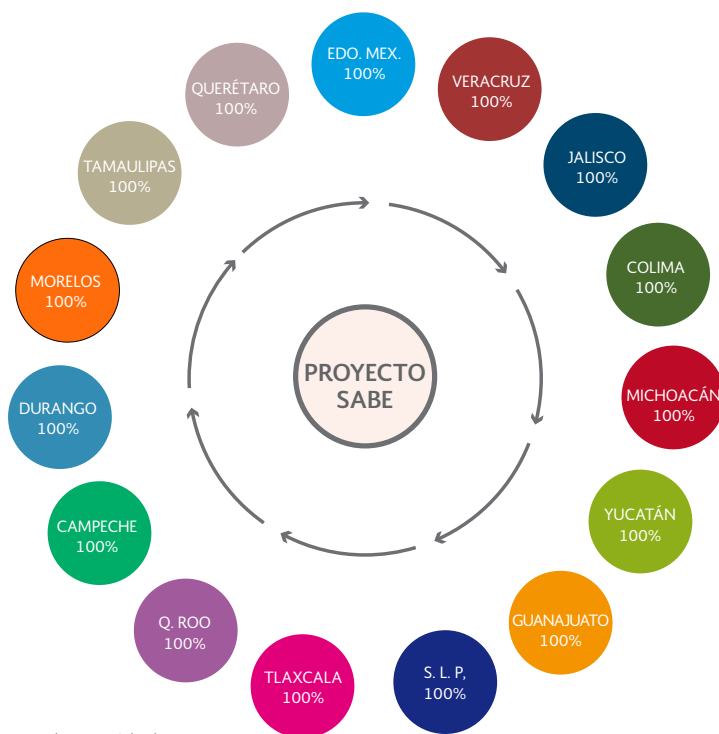 EDO. MEX.
100%
VERACRUZ
100%
JALISCO
100%
COLIMA
100%
MICHOACÁN
100%
YUCATÁN
100%
GUANAJUATO
100%
S. L. P,
100%
TLAXCALA
100%
Q. ROO
100%
CAMPECHE
100%
DURANGO
100%
MORELOS
100%
TAMAULIPAS
100%
QUERÉTARO
100%
PROYECTO
SABE